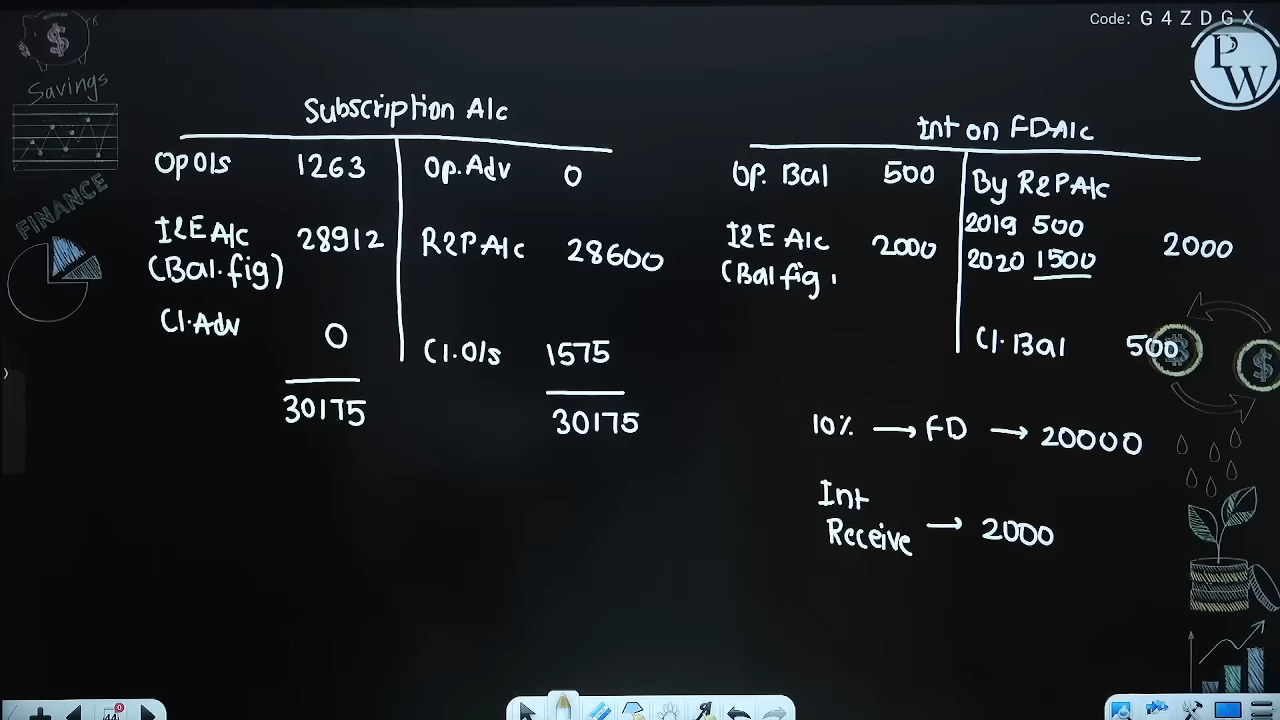 Code: G 4 Z D G X
PW
Savings
FINANCE
Subscription A/c
Op O/s 1263 Op. Adv 0
I&E A/c 28912 R&P A/c 28600
(Bal. fig)
Cl. Adv 0 Cl. O/s 1575
30175 30175
Int on FD A/c
Op. Bal 500 By R&P A/c
2019 500
I&E A/c 2000 2020 1500 2000
(Bal fig
Cl. Bal 500
10% → FD → 20000
Int
Receive → 2000
44